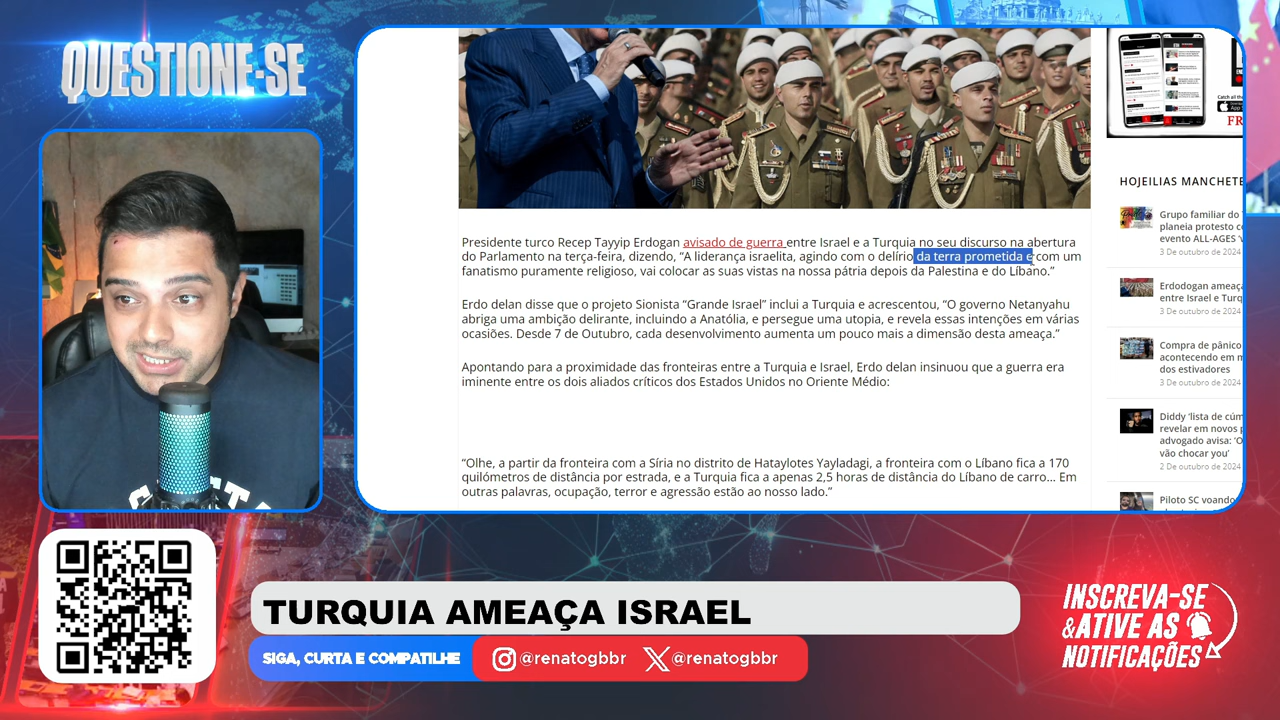 QUESTIONE-SE
Presidente turco Recep Tayyip Erdogan avisado de guerra entre Israel e a Turquia no seu discurso na abertura
do Parlamento na terça-feira, dizendo, “A liderança israelita, agindo com o delírio da terra prometida e com um
fanatismo puramente religioso, vai colocar as suas vistas na nossa pátria depois da Palestina e do Líbano.”
Erdo delan disse que o projeto Sionista “Grande Israel” inclui a Turquia e acrescentou, “O governo Netanyahu
abriga uma ambição delirante, incluindo a Anatólia, e persegue uma utopia, e revela essas intenções em várias
ocasiões. Desde 7 de Outubro, cada desenvolvimento aumenta um pouco mais a dimensão desta ameaça.”
Apontando para a proximidade das fronteiras entre a Turquia e Israel, Erdo delan insinuou que a guerra era
iminente entre os dois aliados críticos dos Estados Unidos no Oriente Médio:
“Olhe, a partir da fronteira com a Síria no distrito de Hataylotes Yayladagi, a fronteira com o Líbano fica a 170
quilómetros de distância por estrada, e a Turquia fica a apenas 2,5 horas de distância do Líbano de carro... Em
outras palavras, ocupação, terror e agressão estão ao nosso lado.”
Catch all th
App
FR
HOJEILIAS MANCHETE
Grupo familiar do
planeja protesto c
evento ALL-AGES
3 De outubro de 2024
Erdodogan ameaç
entre Israel e Turq
3 De outubro de 2024
Compra de pânico
acontecendo em m
dos estivadores
3 De outubro de 2024
Diddy ‘lista de cúm
revelar em novos p
advogado avisa: ‘O
vão chocar you’
2 De outubro de 2024
Piloto SC voando
TURQUIA AMEAÇA ISRAEL
SIGA, CURTA E COMPATILHE
@renatogbbr
@renatogbbr
INSCREVA-SE
&ATIVE AS
NOTIFICAÇÕES